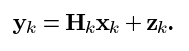 𝐲ₖ = 𝐇ₖ𝐱ₖ + 𝐳ₖ.